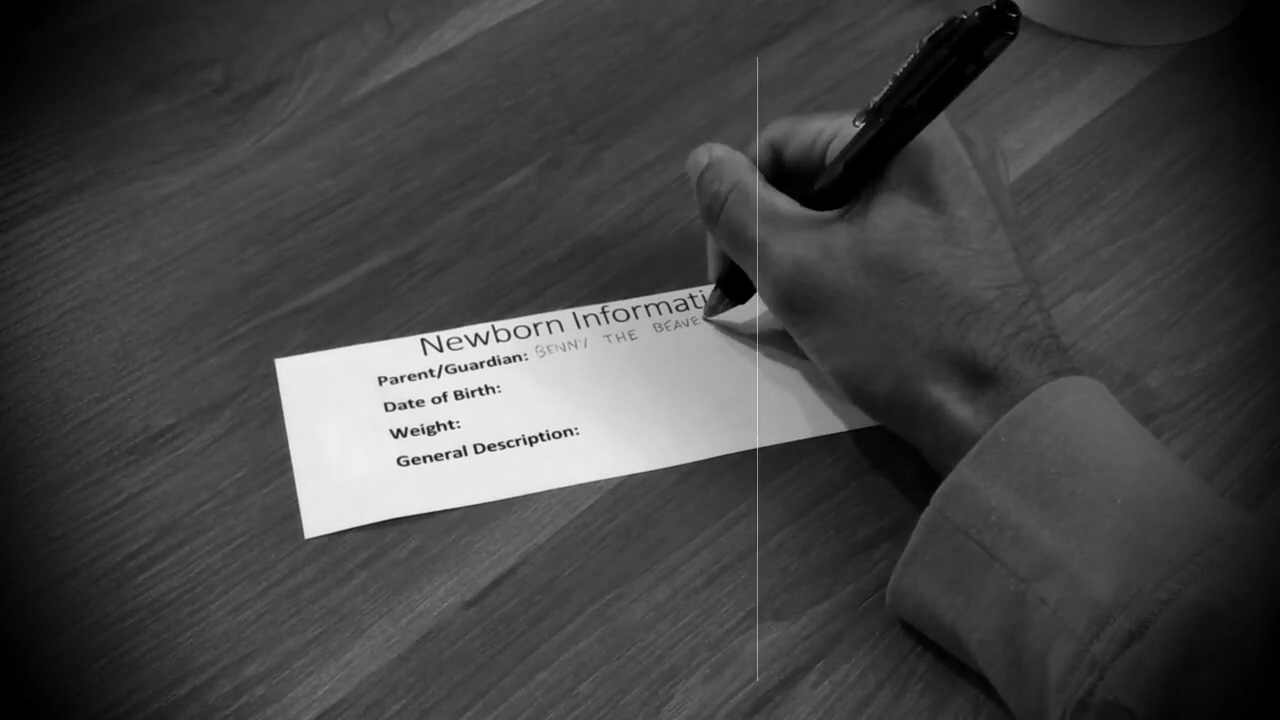 Newborn Informati
Parent/Guardian: BENNY THE BEAVE
Date of Birth:
Weight:
General Description: